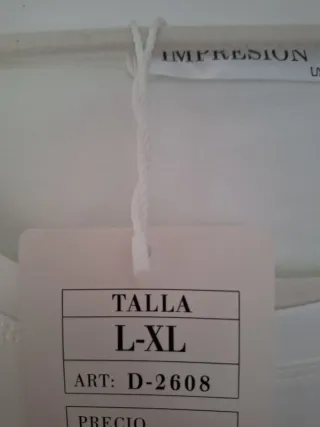 IMPRESION
TALLA
L-XL
ART: D-2608
PRECIO